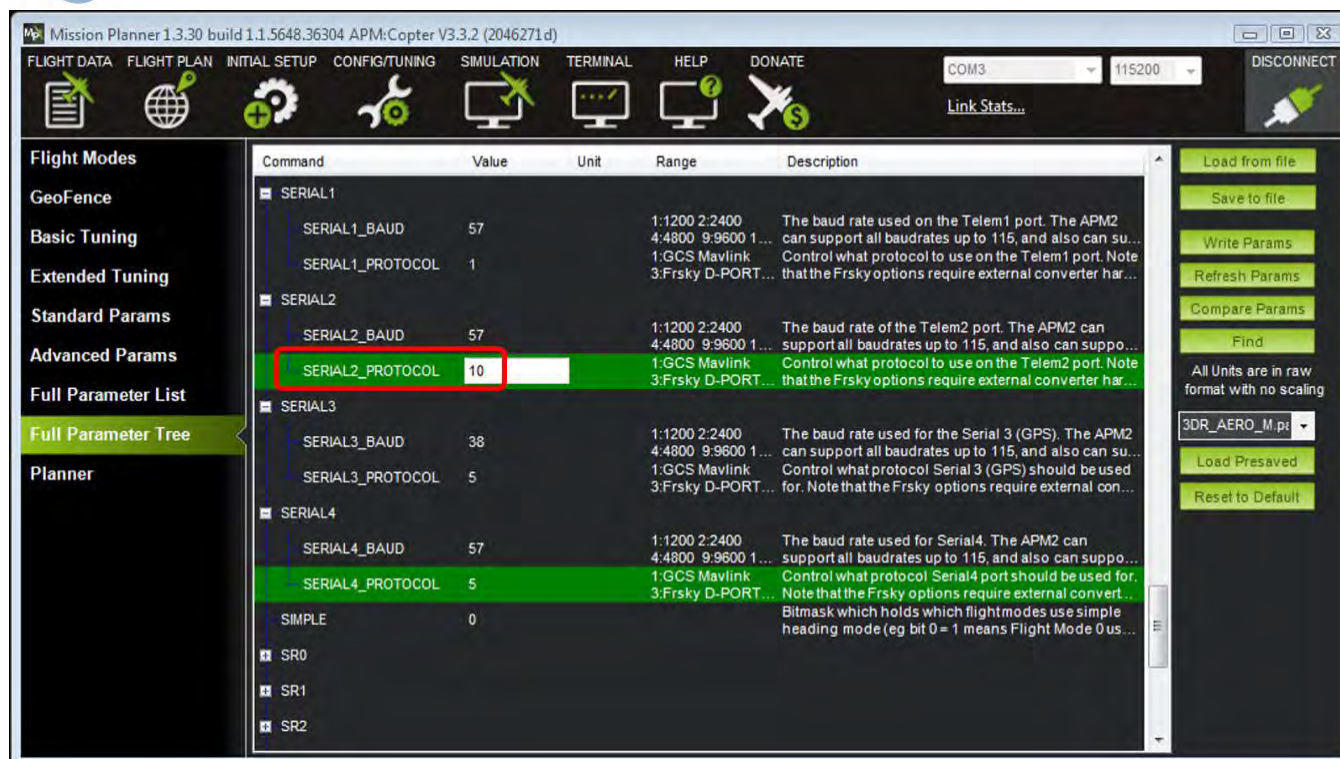 Mission Planner 1.3.30 build 1.1.5648.36304 APM:Copter V3.3.2 (2046271d)
FLIGHT DATA FLIGHT PLAN INITIAL SETUP CONFIG/TUNING SIMULATION TERMINAL HELP DONATE COM3 115200 DISCONNECT
Link Stats...
Flight Modes
GeoFence
Basic Tuning
Extended Tuning
Standard Params
Advanced Params
Full Parameter List
Full Parameter Tree
Planner
Command Value Unit Range Description
SERIAL1
SERIAL1_BAUD 57 1:1200 2:2400 The baud rate used on the Telem1 port. The APM2
4:4800 9:9600 1... can support all baudrates up to 115, and also can su...
SERIAL1_PROTOCOL 1 1:GCS Mavlink Control what protocol to use on the Telem1 port. Note
3:Frsky D-PORT... that the Frsky options require external converter har...
SERIAL2
SERIAL2_BAUD 57 1:1200 2:2400 The baud rate of the Telem2 port. The APM2 can
4:4800 9:9600 1... support all baudrates up to 115, and also can suppo...
SERIAL2_PROTOCOL 10 1:GCS Mavlink Control what protocol to use on the Telem2 port. Note
3:Frsky D-PORT... that the Frsky options require external converter har...
SERIAL3
SERIAL3_BAUD 38 1:1200 2:2400 The baud rate used for the Serial 3 (GPS). The APM2
4:4800 9:9600 1... can support all baudrates up to 115, and also can su...
SERIAL3_PROTOCOL 5 1:GCS Mavlink Control what protocol Serial 3 (GPS) should be used
3:Frsky D-PORT... for. Note that the Frsky options require external con...
SERIAL4
SERIAL4_BAUD 57 1:1200 2:2400 The baud rate used for Serial4. The APM2 can
4:4800 9:9600 1... support all baudrates up to 115, and also can suppo...
SERIAL4_PROTOCOL 5 1:GCS Mavlink Control what protocol Serial4 port should be used for.
3:Frsky D-PORT... Note that the Frsky options require external convert...
SIMPLE 0 Bitmask which holds which flight modes use simple
heading mode (eg bit 0 = 1 means Flight Mode 0 us...
SR0
SR1
SR2
Load from file
Save to file
Write Params
Refresh Params
Compare Params
Find
All Units are in raw
format with no scaling
3DR_AERO_M.pa
Load Presaved
Reset to Default